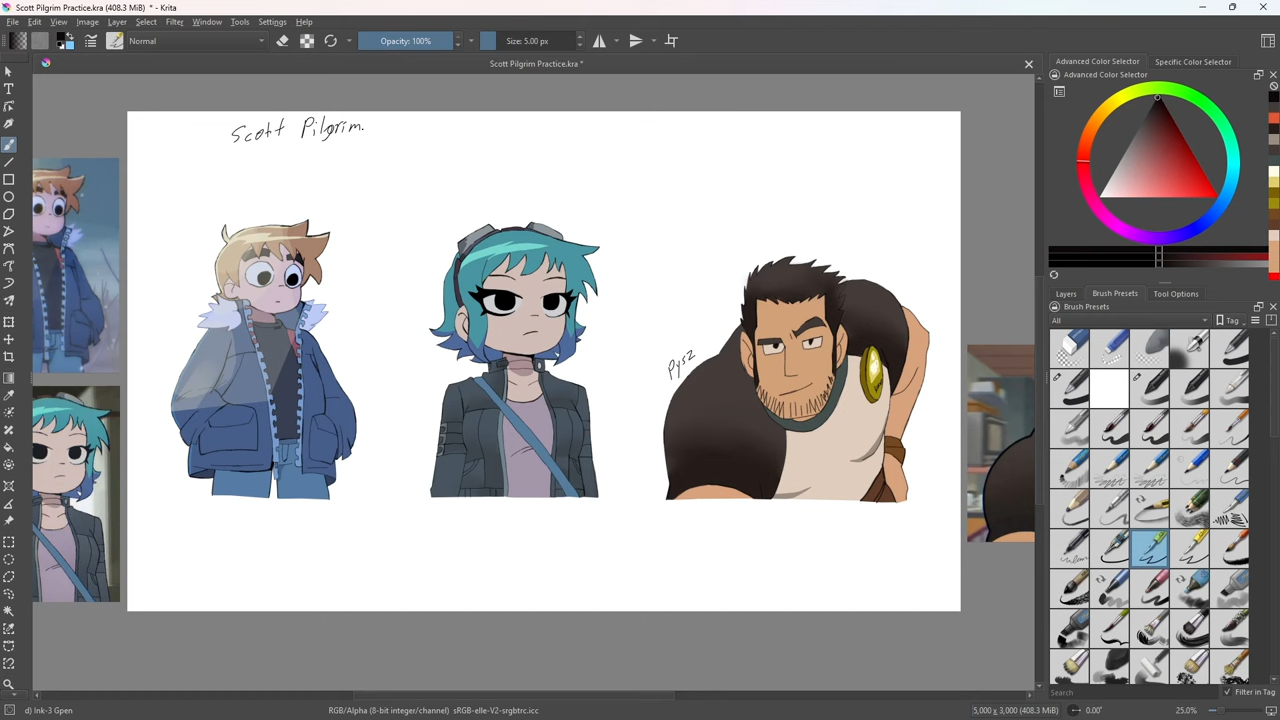 Scott Pilgrim Practice.kra (408.3 MiB) * - Krita
File Edit View Image Layer Select Filter Window Tools Settings Help
Normal Opacity: 100% Size: 5.00 px
Scott Pilgrim Practice.kra *
Advanced Color Selector Specific Color Selector
Advanced Color Selector
Scott Pilgrim.
Layers Brush Presets Tool Options
Brush Presets
All Tag
Search Filter in Tag
d) Ink-3 Gpen RGB/Alpha (8-bit integer/channel) sRGB-elle-V2-srgbtrc.icc 5,000 x 3,000 (408.3 MiB) 0.00° 25.0%